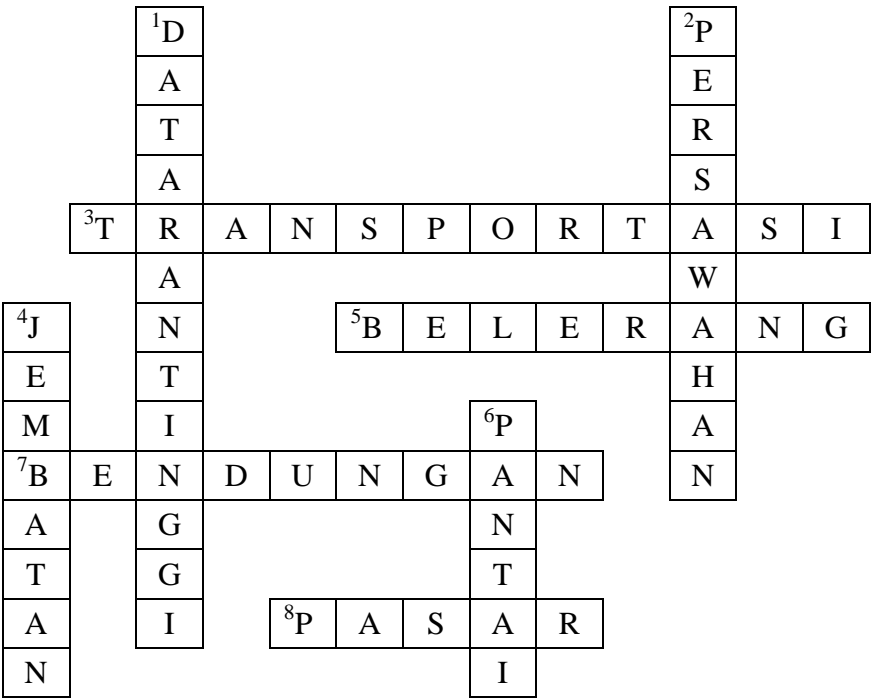 ¹D ²P
A E
T R
A S
³T R A N S P O R T A S I
A W
⁴J N ⁵B E L E R A N G
E T H
M I ⁶P A
⁷B E N D U N G A N N
A G N
T G T
A I ⁸P A S A R
N I